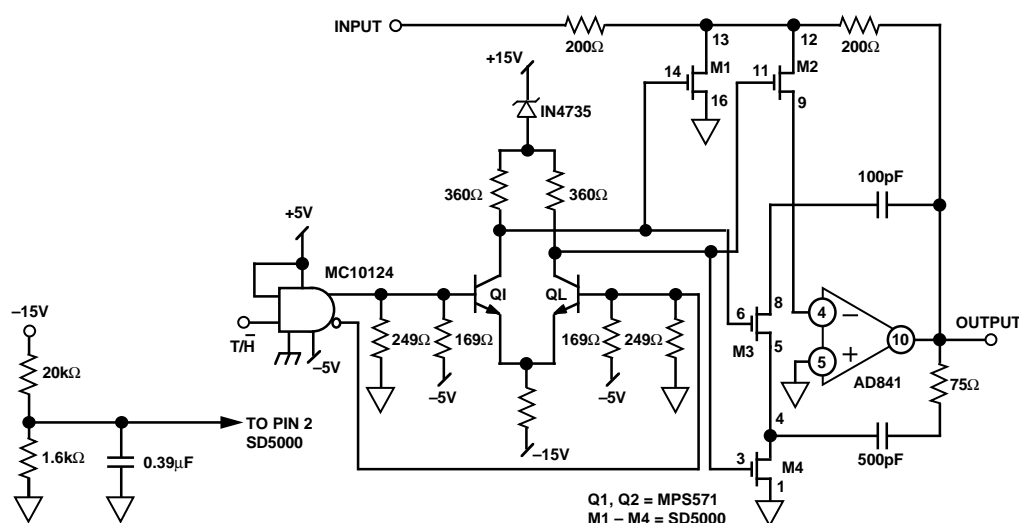 INPUT
200Ω
13
12
200Ω
+15V
14
M1
11
M2
16
9
IN4735
100pF
360Ω
360Ω
+5V
MC10124
QI
QL
8
–15V
6
4
–
OUTPUT
10
T/H̅
249Ω
169Ω
169Ω
249Ω
M3
5
5
+
AD841
–5V
75Ω
20kΩ
–5V
–5V
TO PIN 2
SD5000
4
–15V
500pF
1.6kΩ
0.39μF
3
M4
1
Q1, Q2 = MPS571
M1 – M4 = SD5000